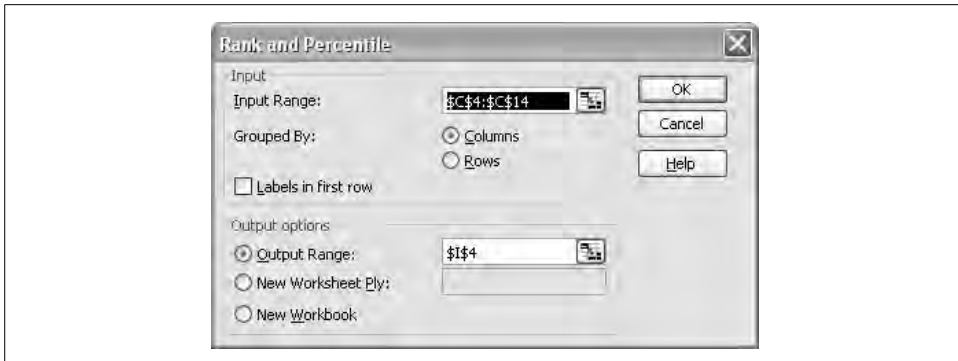 Rank and Percentile
Input
Input Range: $C$4:$C$14
OK
Grouped By: Columns
Cancel
Rows
Help
Labels in first row
Output options
Output Range: $I$4
New Worksheet Ply:
New Workbook